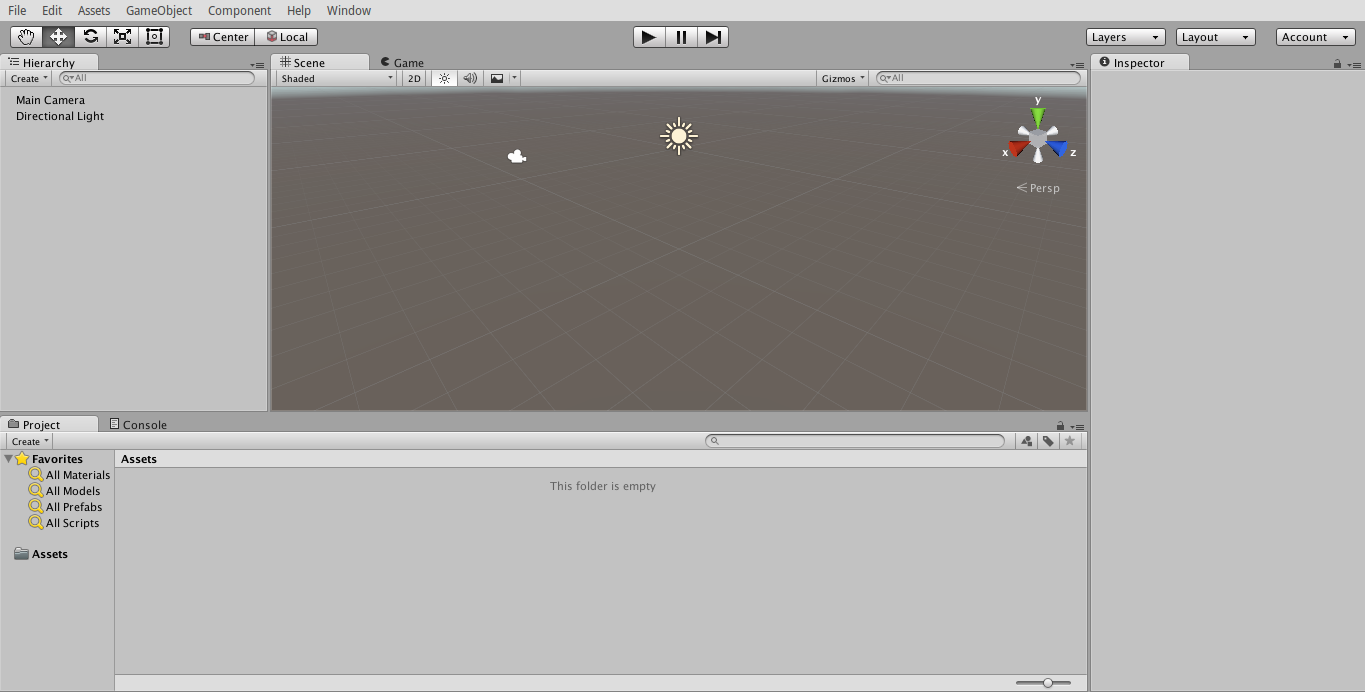 File Edit Assets GameObject Component Help Window
Center Local Layers Layout Account
Hierarchy Scene Game Inspector
Create All Shaded 2D Gizmos All
Main Camera
Directional Light
y
x z
Persp
Project Console
Create
Favorites Assets
All Materials
This folder is empty
All Models
All Prefabs
All Scripts
Assets